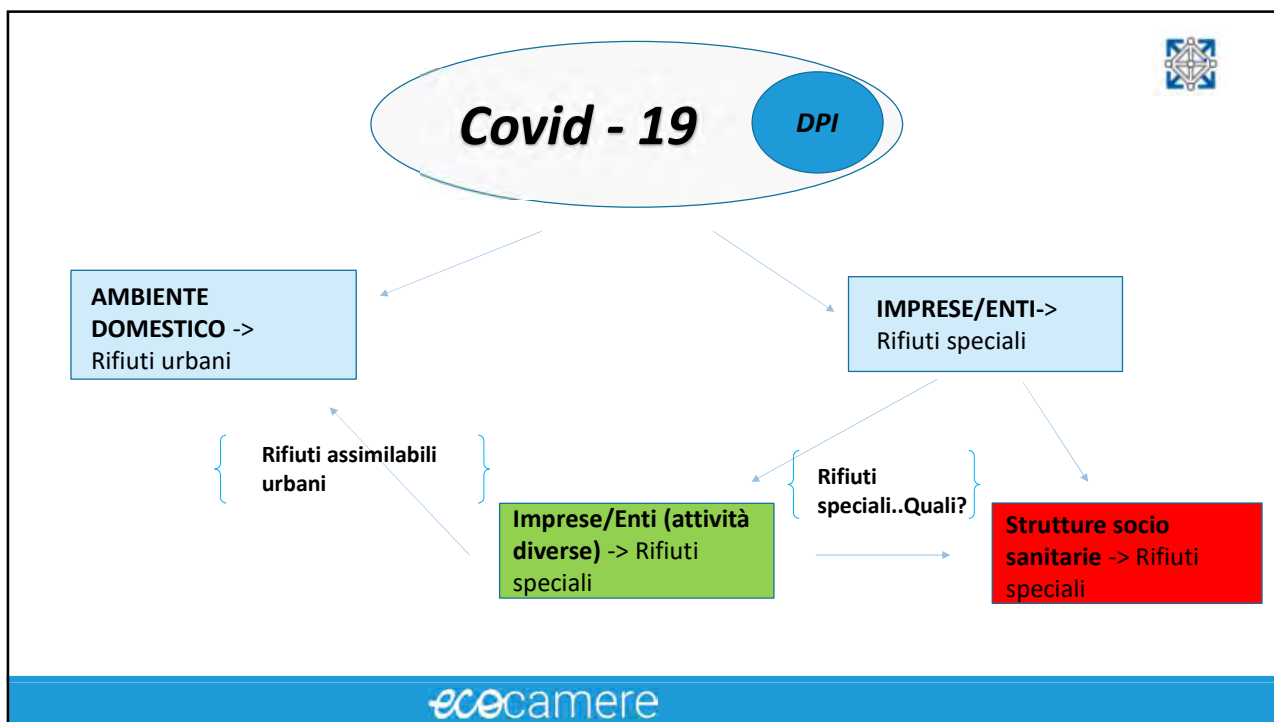 Covid - 19
DPI
AMBIENTE
DOMESTICO ->
Rifiuti urbani
IMPRESE/ENTI->
Rifiuti speciali
Rifiuti assimilabili
urbani
Rifiuti
speciali..Quali?
Imprese/Enti (attività
diverse) -> Rifiuti
speciali
Strutture socio
sanitarie -> Rifiuti
speciali
ecocamere